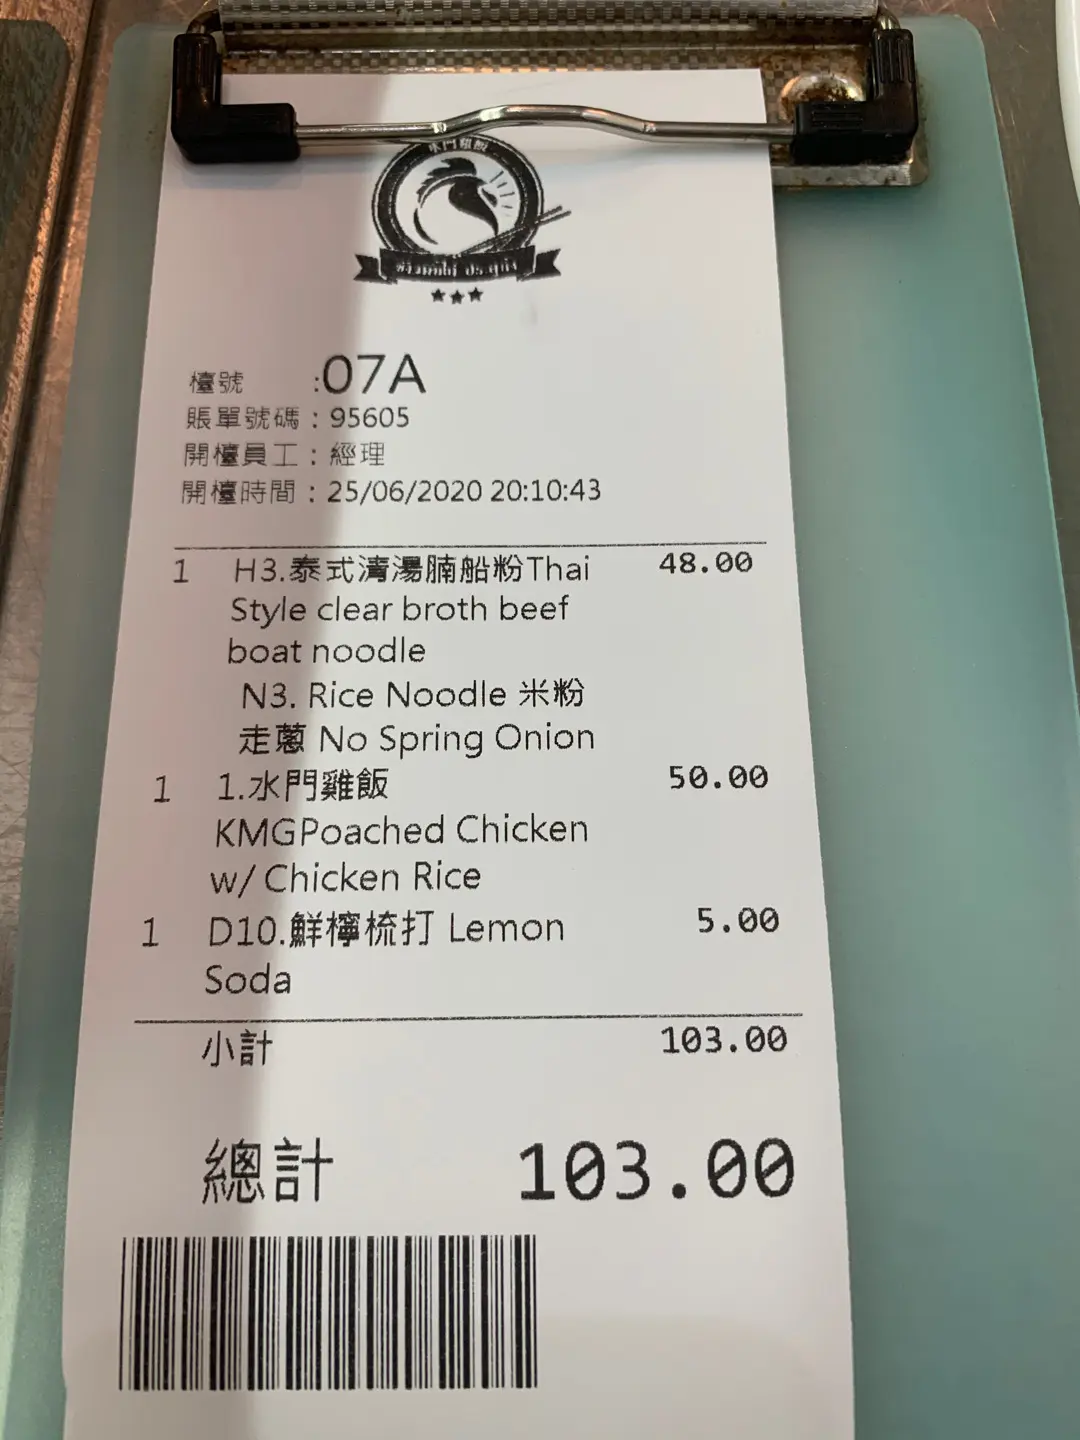 水門雞飯
檯號 :07A
賬單號碼 : 95605
開檯員工 : 經理
開檯時間 : 25/06/2020 20:10:43
1 H3.泰式清湯腩船粉Thai 48.00
Style clear broth beef
boat noodle
N3. Rice Noodle 米粉
走蔥 No Spring Onion
1 1.水門雞飯 50.00
KMGPoached Chicken
w/ Chicken Rice
1 D10.鮮檸梳打 Lemon 5.00
Soda
小計 103.00
總計 103.00